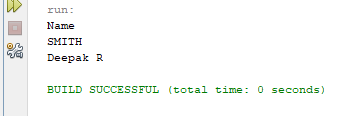 run:
Name
SMITH
Deepak R
BUILD SUCCESSFUL (total time: 0 seconds)